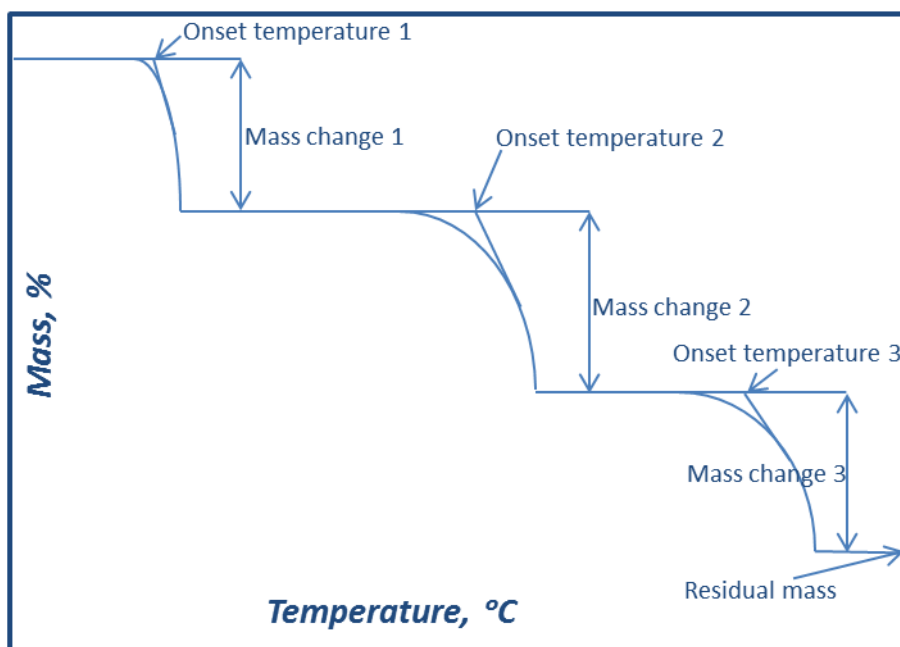 Onset temperature 1
Mass change 1
Onset temperature 2
Mass, %
Mass change 2
Onset temperature 3
Mass change 3
Residual mass
Temperature, °C